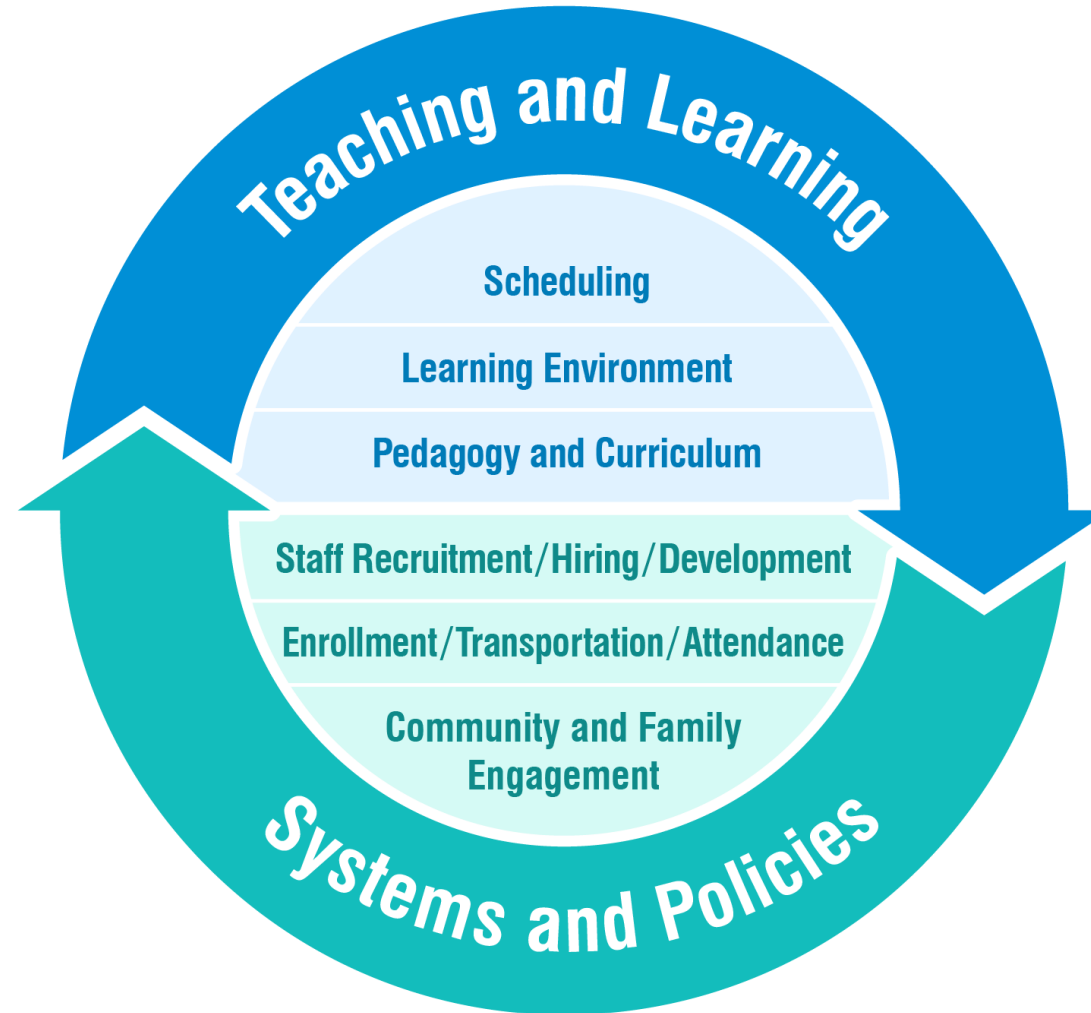 Teaching and Learning
Scheduling
Learning Environment
Pedagogy and Curriculum
Staff Recruitment/Hiring/Development
Enrollment/Transportation/Attendance
Community and Family
Engagement
Systems and Policies